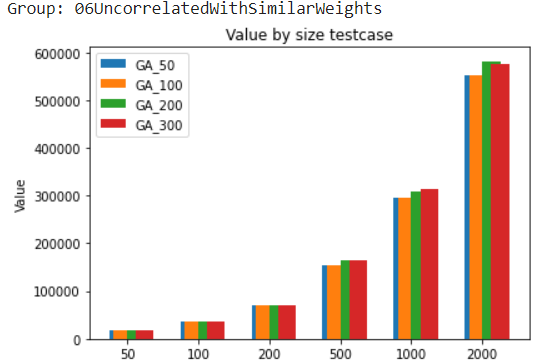 Group: 06UncorrelatedWithSimilarWeights
Value by size testcase
GA_50
GA_100
GA_200
GA_300
600000
500000
400000
300000
200000
100000
0
Value
50 100 200 500 1000 2000